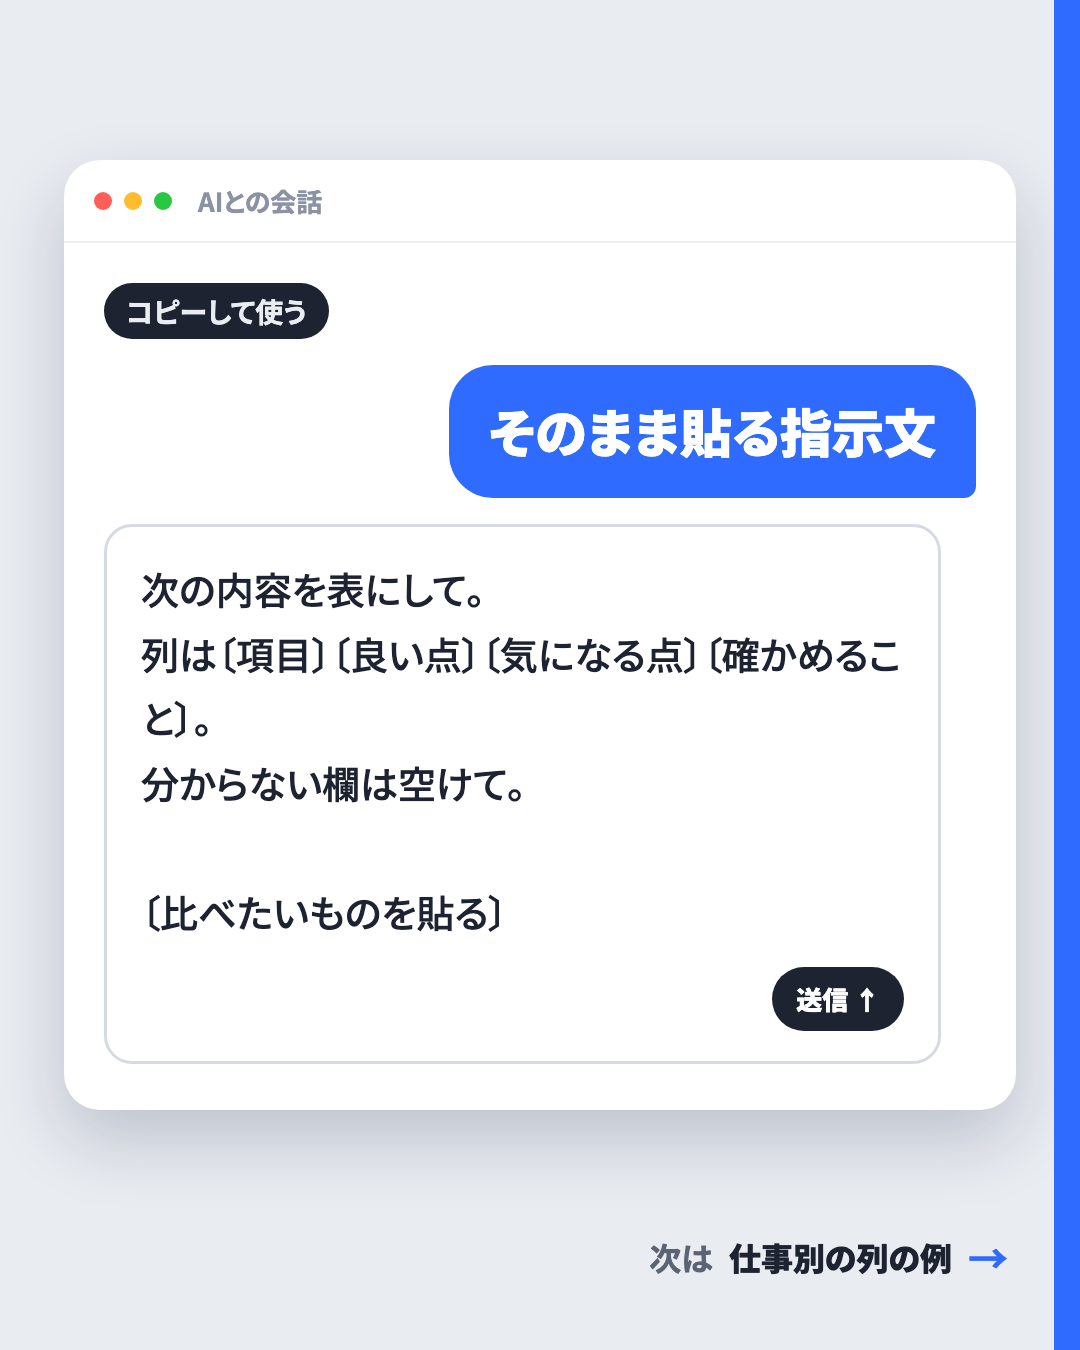 AIとの会話
コピーして使う
そのまま貼る指示文
次の内容を表にして。
列は〔項目〕〔良い点〕〔気になる点〕〔確かめるこ
と〕。
分からない欄は空けて。
〔比べたいものを貼る〕
送信 ↑
次は 仕事別の列の例 →